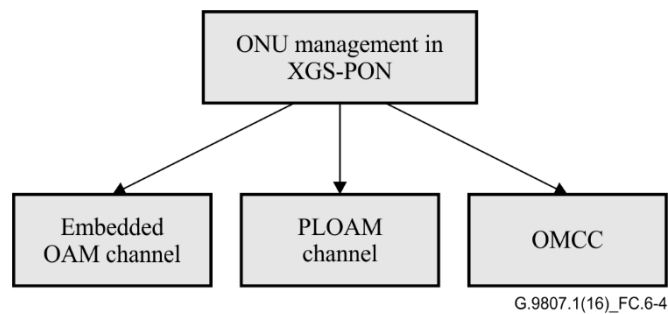 ONU management in
XGS-PON
Embedded
OAM channel
PLOAM
channel
OMCC
G.9807.1(16)_FC.6-4